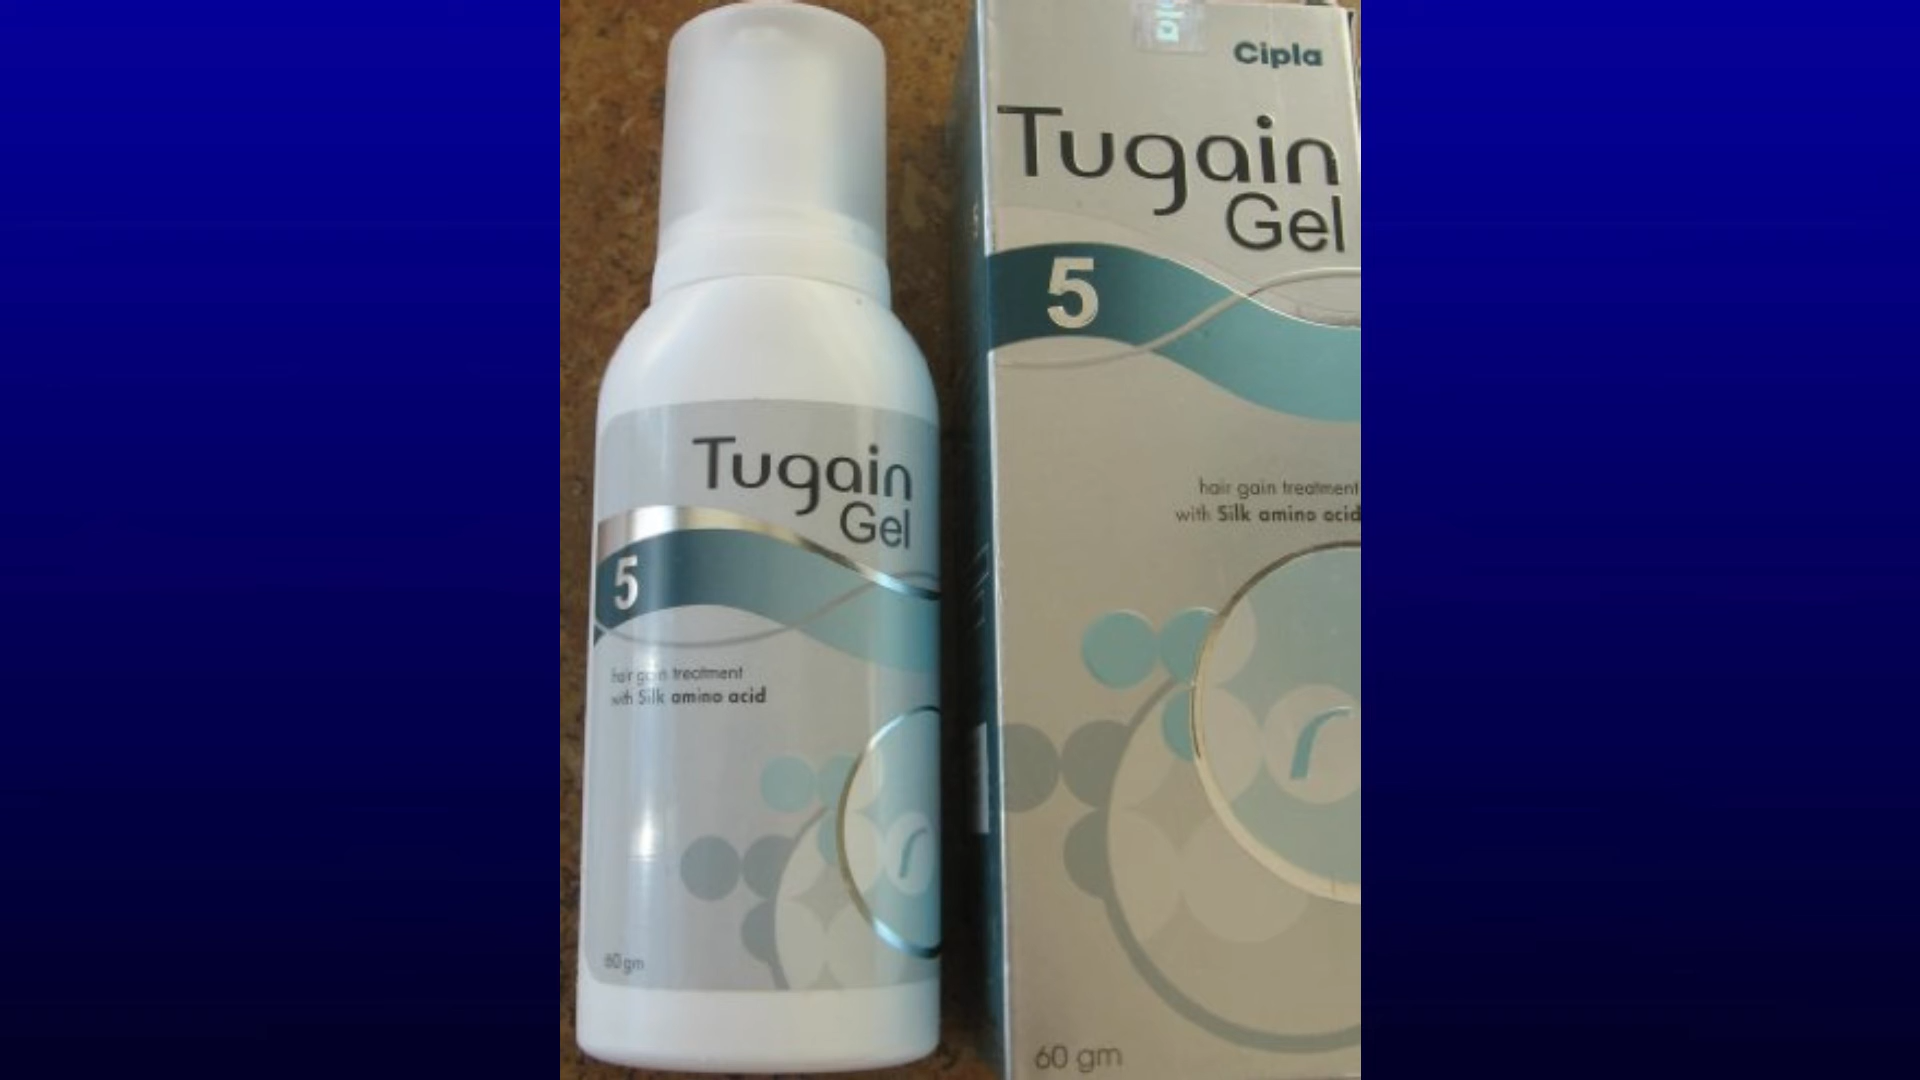 Tugain
Gel
5
hair gain treatment
with Silk amino acid
60 gm
Cipla
Tugain
Gel
5
hair gain treatment
with Silk amino acid
60 gm